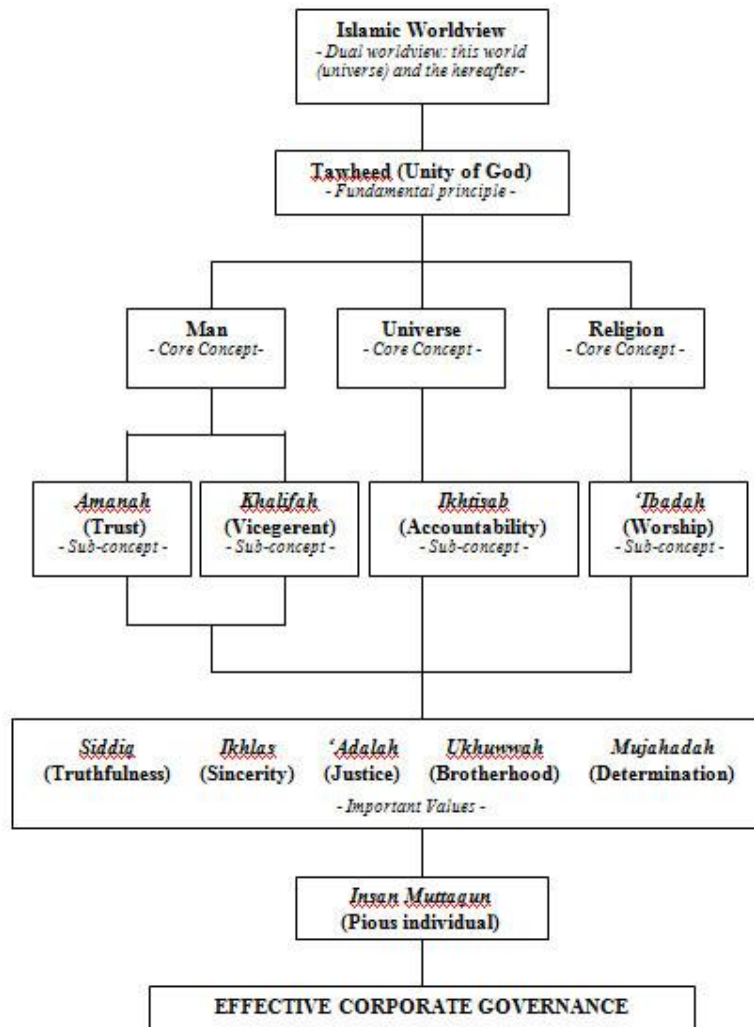 Islamic Worldview
- Dual worldview: this world
(universe) and the hereafter-
Tawheed (Unity of God)
- Fundamental principle -
Man
- Core Concept-
Universe
- Core Concept -
Religion
- Core Concept -
Amanah
(Trust)
- Sub-concept -
Khalifah
(Vicegerent)
- Sub-concept -
Ikhtisab
(Accountability)
- Sub-concept -
‘Ibadah
(Worship)
- Sub-concept -
Siddiq Ikhlas ‘Adalah Ukhuwwah Mujahadah
(Truthfulness) (Sincerity) (Justice) (Brotherhood) (Determination)
- Important Values -
Insan Muttaqun
(Pious individual)
EFFECTIVE CORPORATE GOVERNANCE